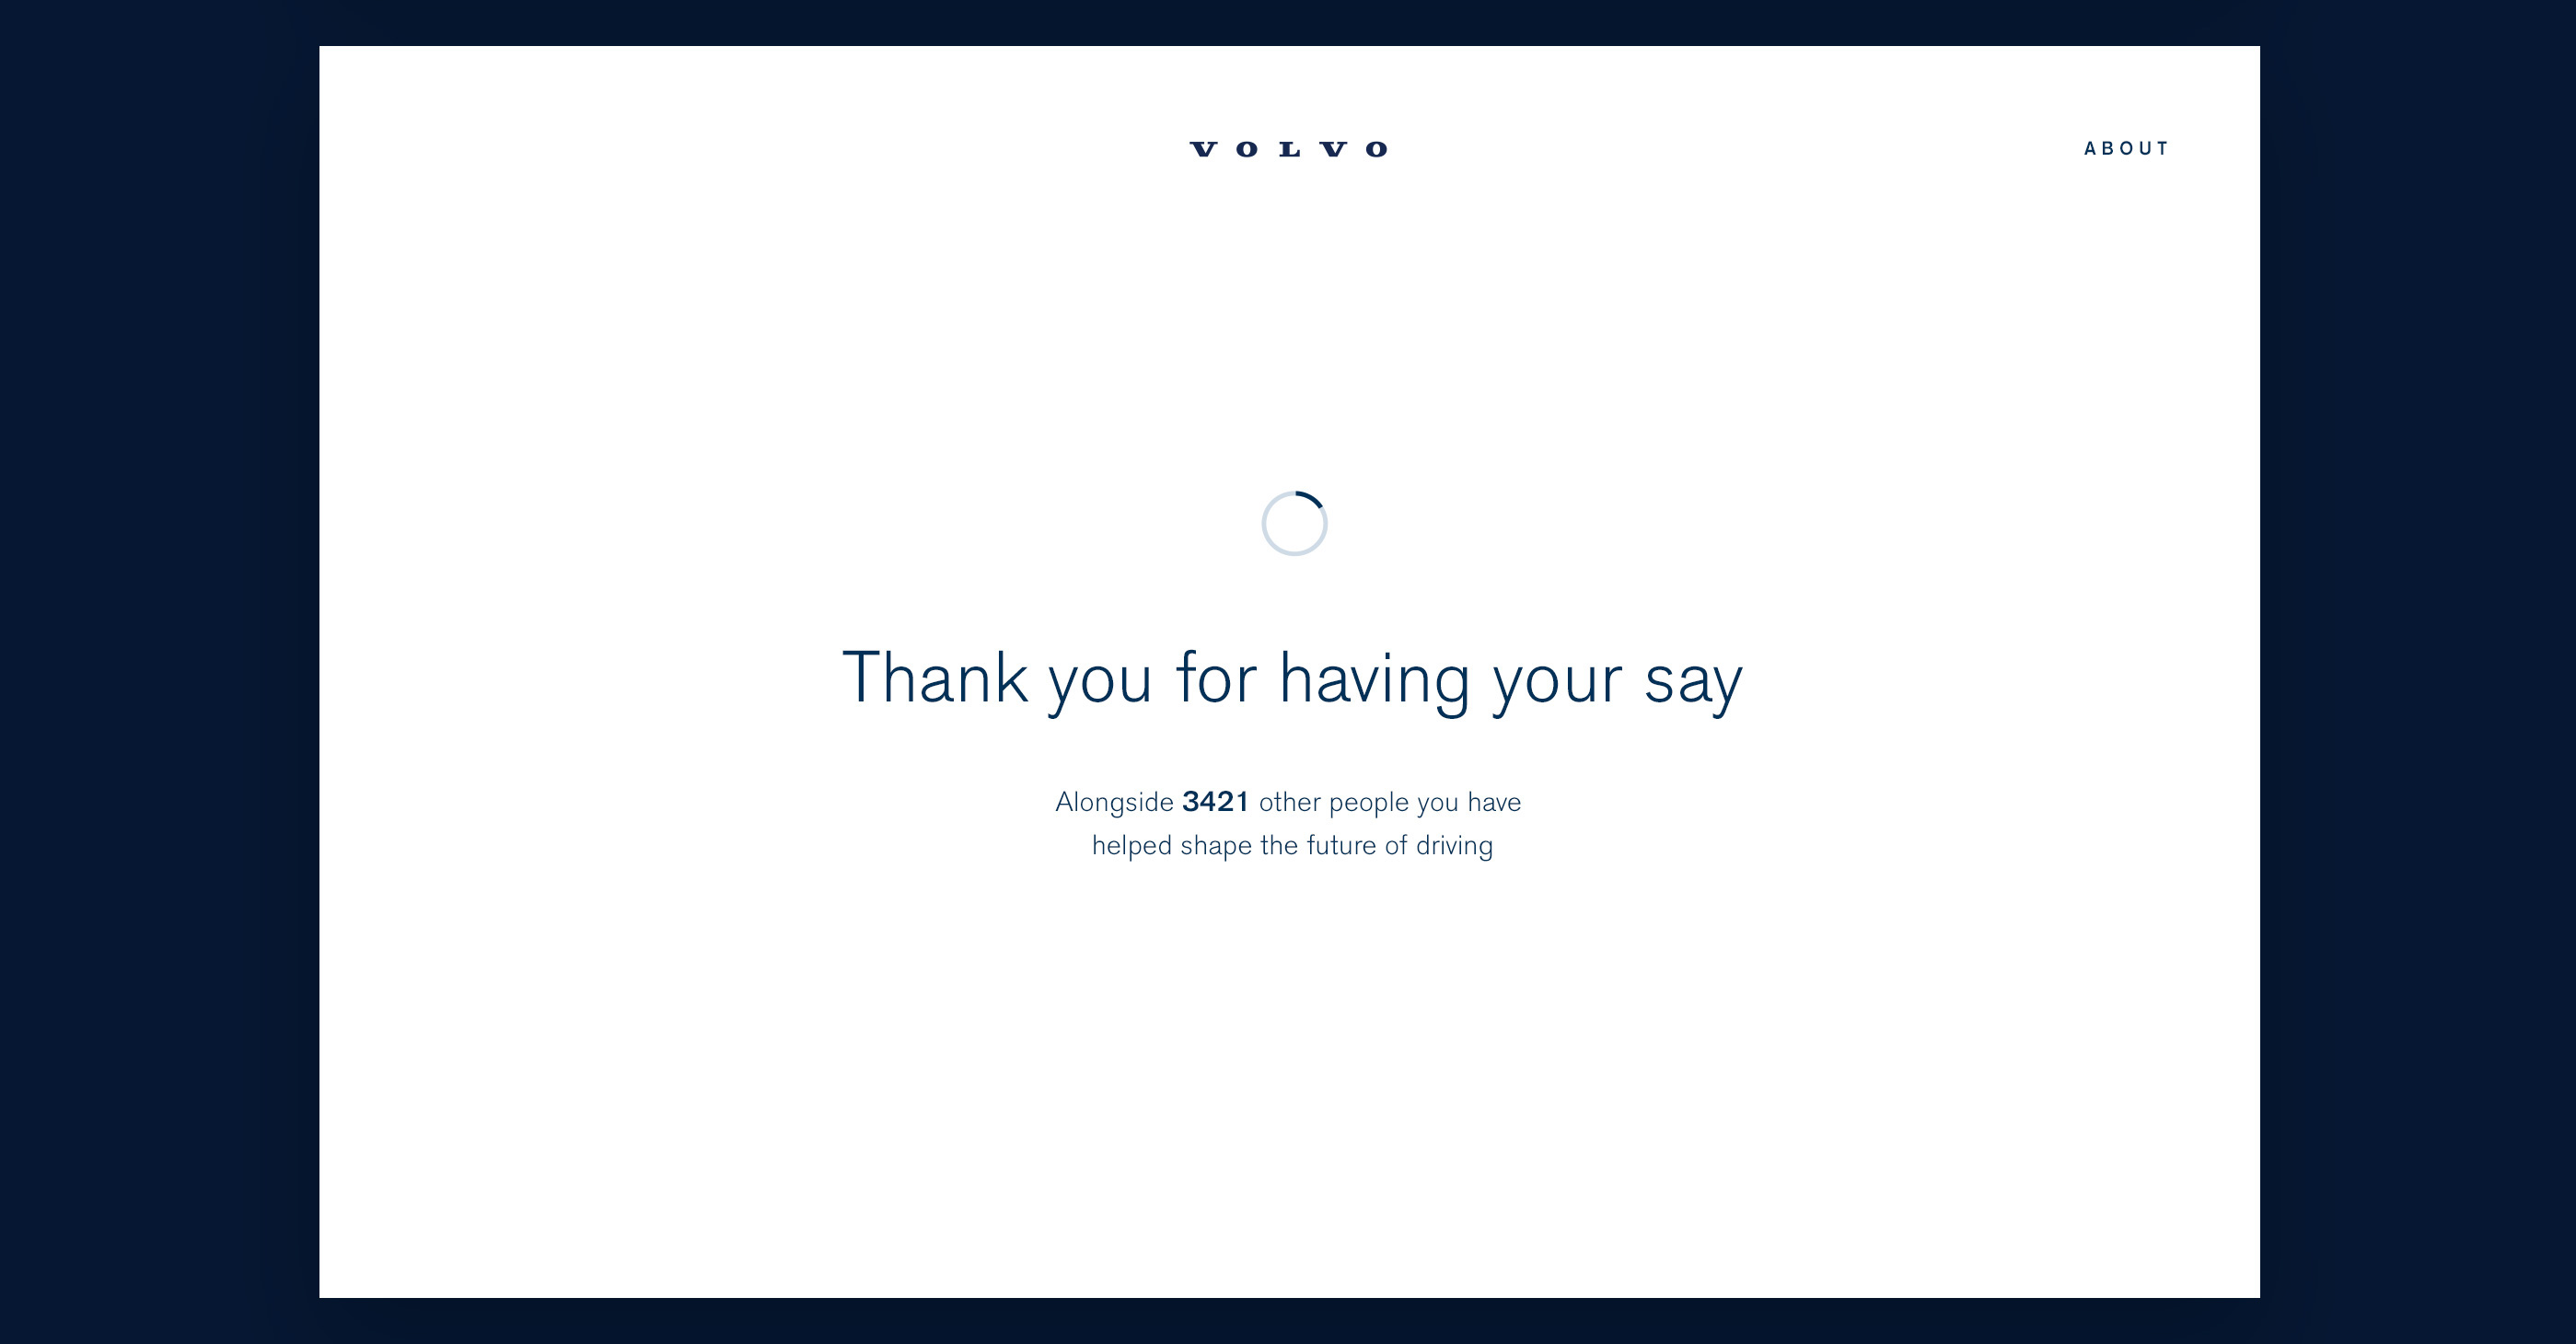 VOLVO
ABOUT
Thank you for having your say
Alongside 3421 other people you have
helped shape the future of driving